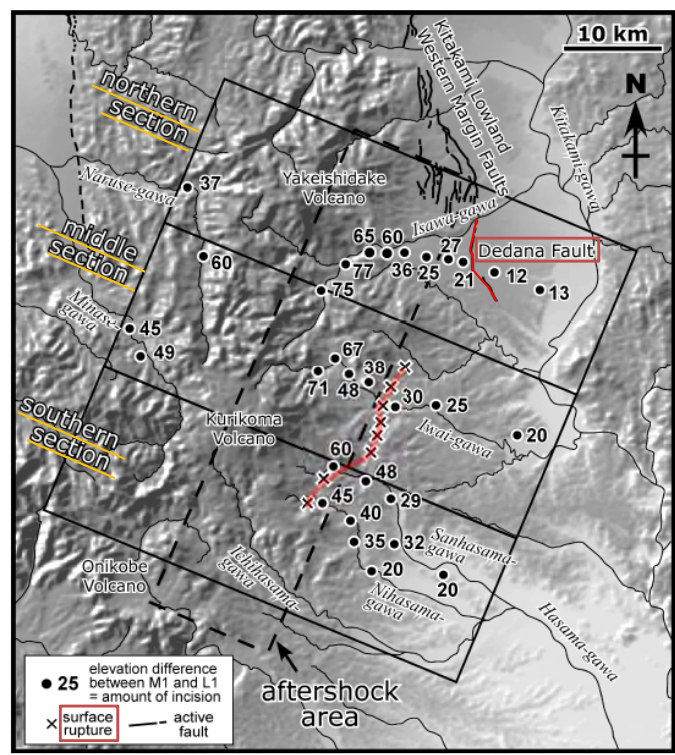 10 km
N
northern
section
Kitakami Lowland
Western Margin Faults
Kitakami-gawa
Naruse-gawa
37
Yakeishidake
Volcano
Isawa-gawa
middle
section
60
65
60
77
36
25
27
21
Dedana Fault
12
13
75
Minase-
gawa
45
49
67
71
48
38
30
25
20
Iwai-gawa
southern
section
Kurikoma
Volcano
60
48
45
29
40
35
32
20
20
Sanhasama-
gawa
Nihasama-
gawa
Ichihasama-
gawa
Hasama-gawa
Onikobe
Volcano
aftershock
area
25
elevation difference
between M1 and L1
= amount of incision
surface
rupture
active
fault